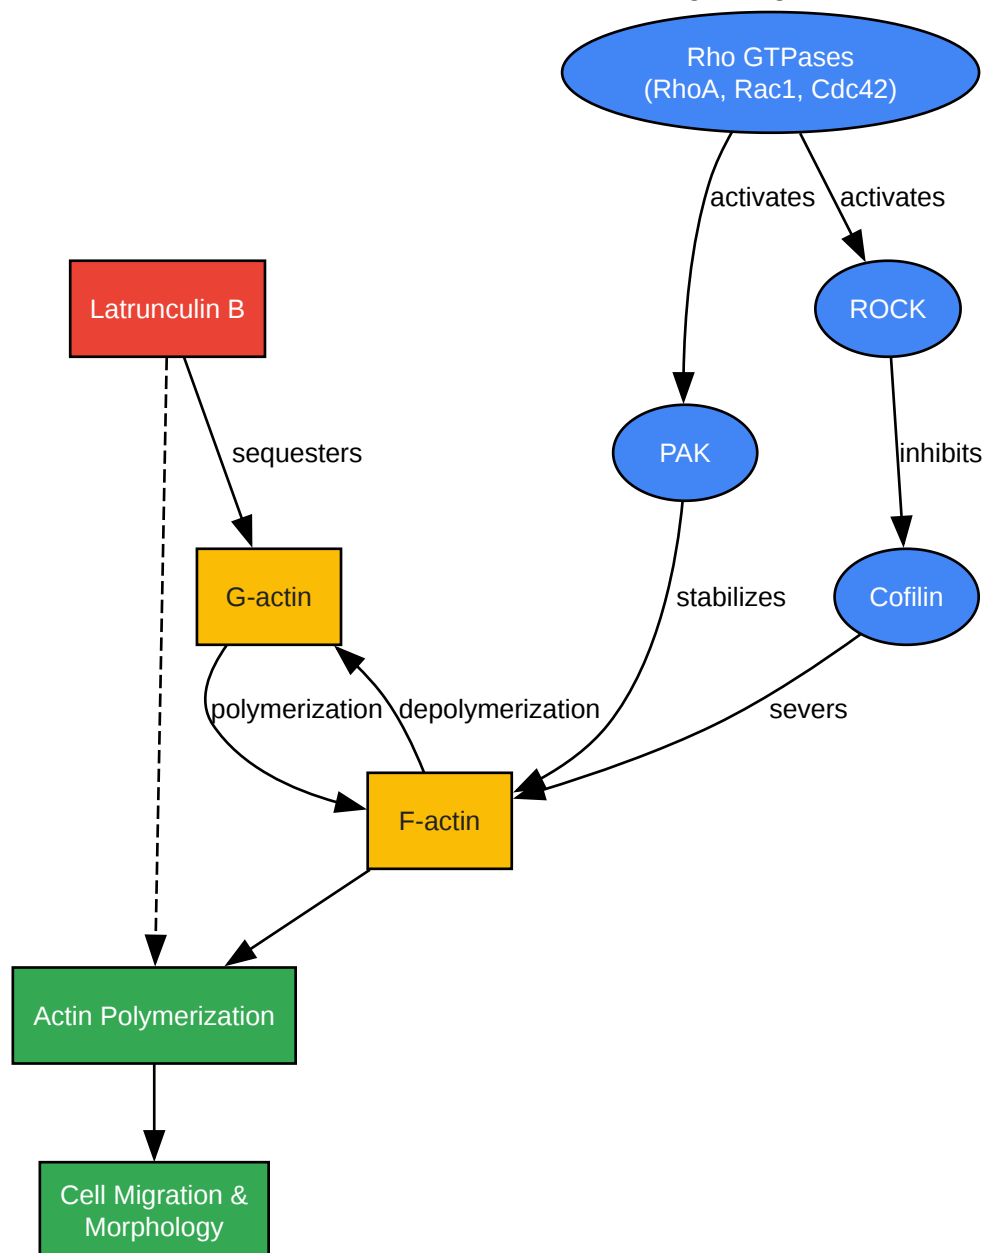 Rho GTPases
(RhoA, Rac1, Cdc42)
activates
activates
Latrunculin B
ROCK
sequesters
PAK
inhibits
G-actin
stabilizes
Cofilin
polymerization
depolymerization
severs
F-actin
Actin Polymerization
Cell Migration &
Morphology